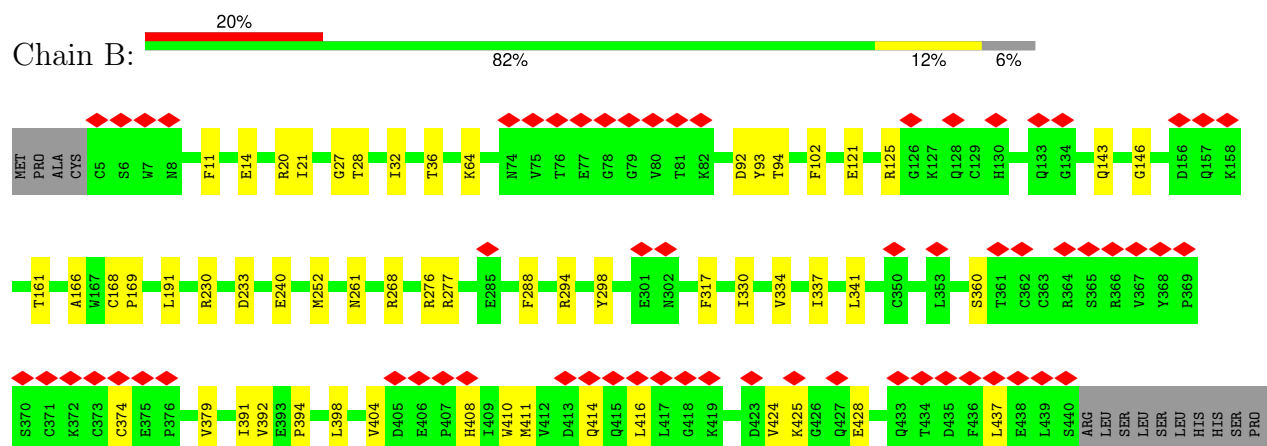 20%
Chain B:
82% 12% 6%
MET PRO ALA CYS C5 S6 W7 N8 F11 E14 R20 I21 G27 T28 I32 T36 K64 N74 V75 T76 E77 G78 G79 V80 T81 K82 D92 Y93 T94 F102 E121 R125 G126 K127 Q128 C129 H130 Q133 G134 Q143 G146 D156 Q157 K158
T161 A166 W167 C168 P169 L191 R230 D233 E240 M252 N261 R268 R276 R277 E285 F288 R294 Y298 E301 N302 F317 I330 V334 I337 L341 C350 L353 S360 T361 C362 C363 R364 S365 R366 V367 Y368 P369
S370 C371 K372 C373 C374 E375 P376 V379 I391 V392 E393 P394 L398 V404 D405 E406 P407 H408 I409 W410 M411 V412 D413 Q414 Q415 L416 L417 G418 K419 D423 V424 K425 G426 Q427 E428 Q433 T434 D435 F436 L437 E438 L439 S440 ARG LEU SER LEU SER LEU HIS HIS SER PRO